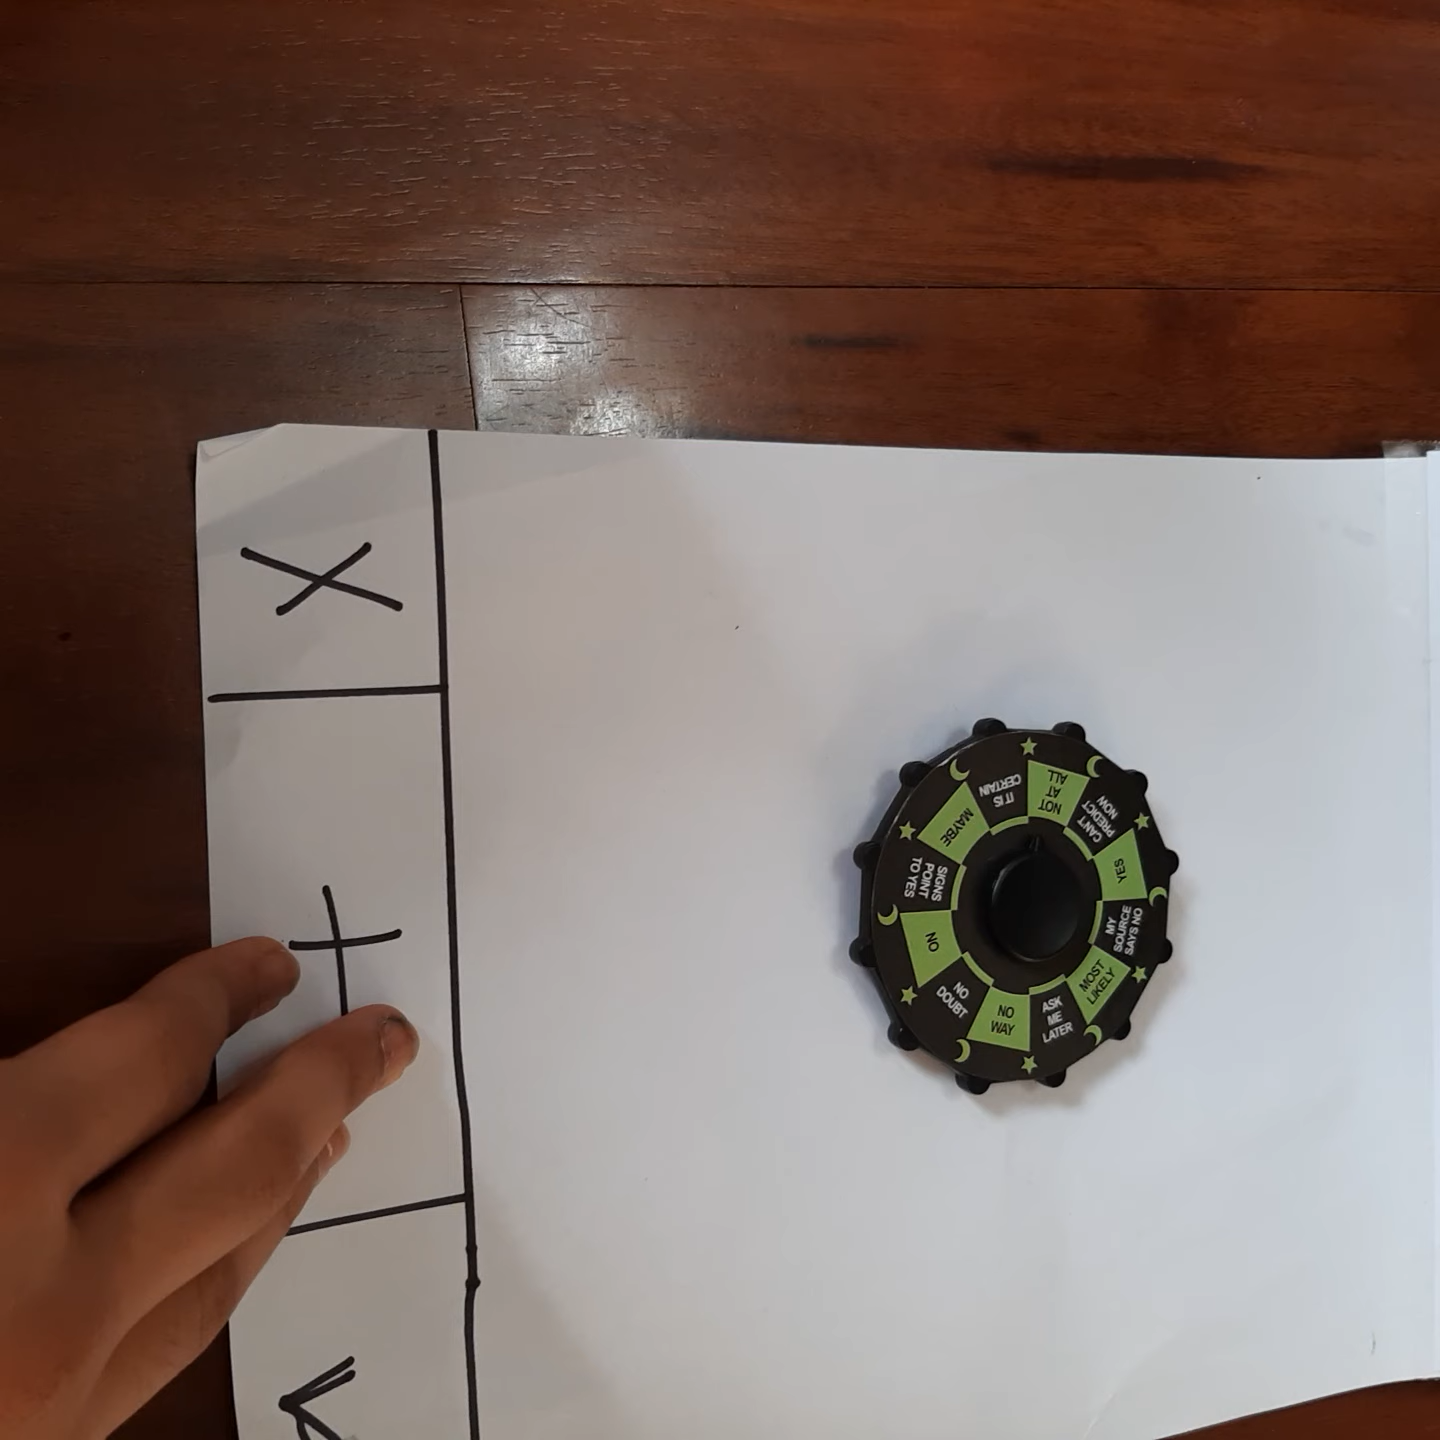 X
t
IT IS
CERTAIN
NOT
AT
ALL
CAN'T
PREDICT
NOW
YES
MY
SOURCE
SAYS NO
MOST
LIKELY
ASK
ME
LATER
NO
WAY
NO
DOUBT
NO
SIGNS
POINT
TO YES
MAYBE